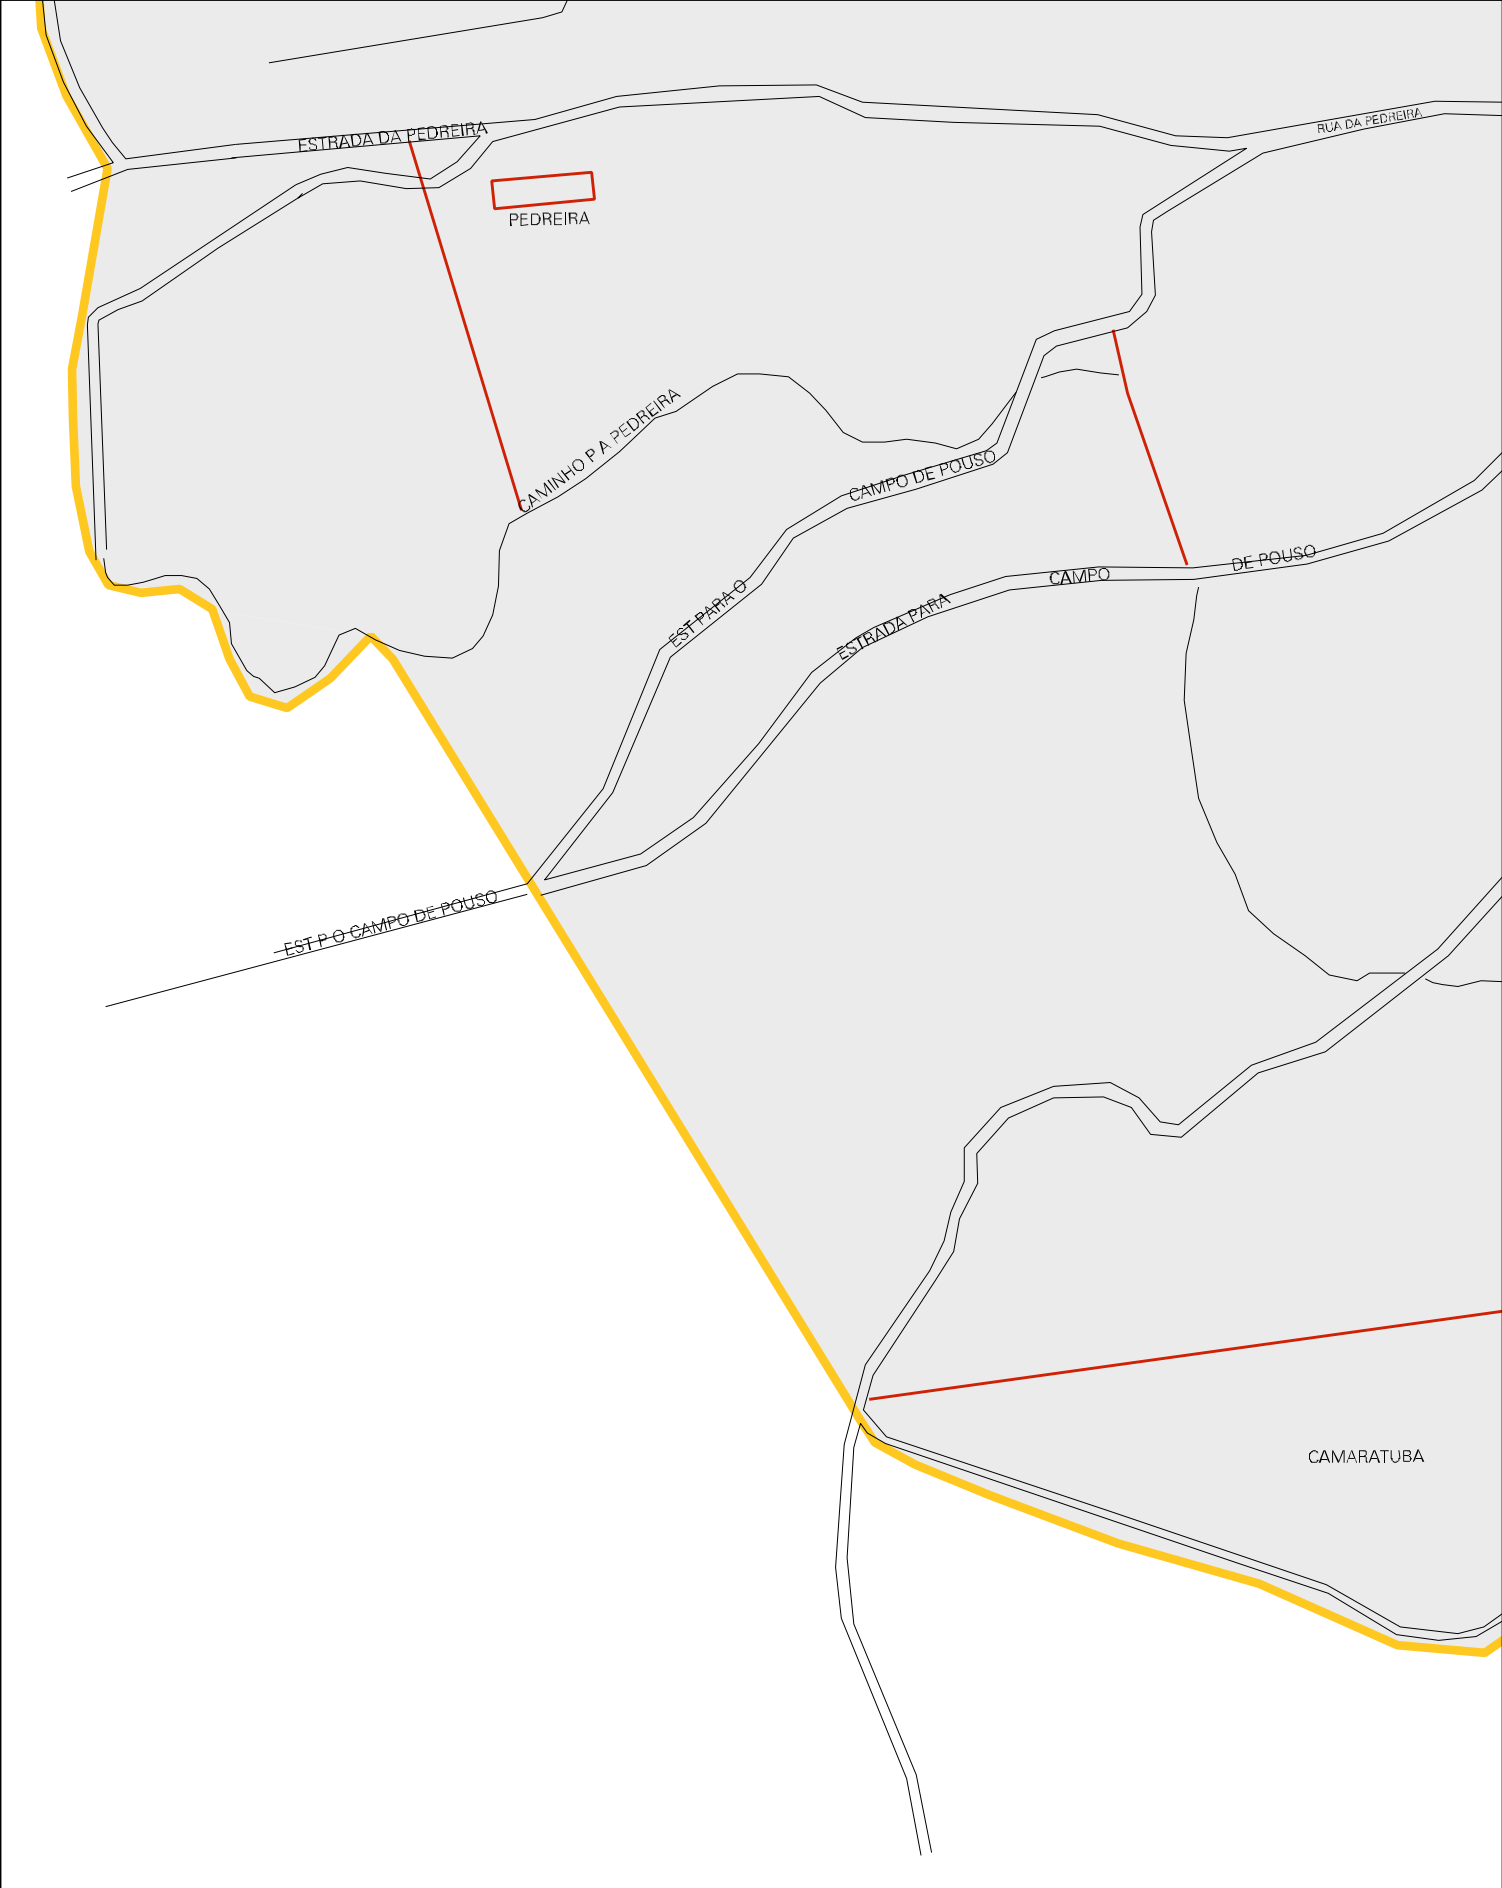 RUA DA PEDREIRA
ESTRADA DA PEDREIRA
PEDREIRA
CAMINHO P A PEDREIRA
CAMPO DE POUSO
EST PARA O
ESTRADA PARA
CAMPO
DE POUSO
EST P O CAMPO DE POUSO
CAMARATUBA